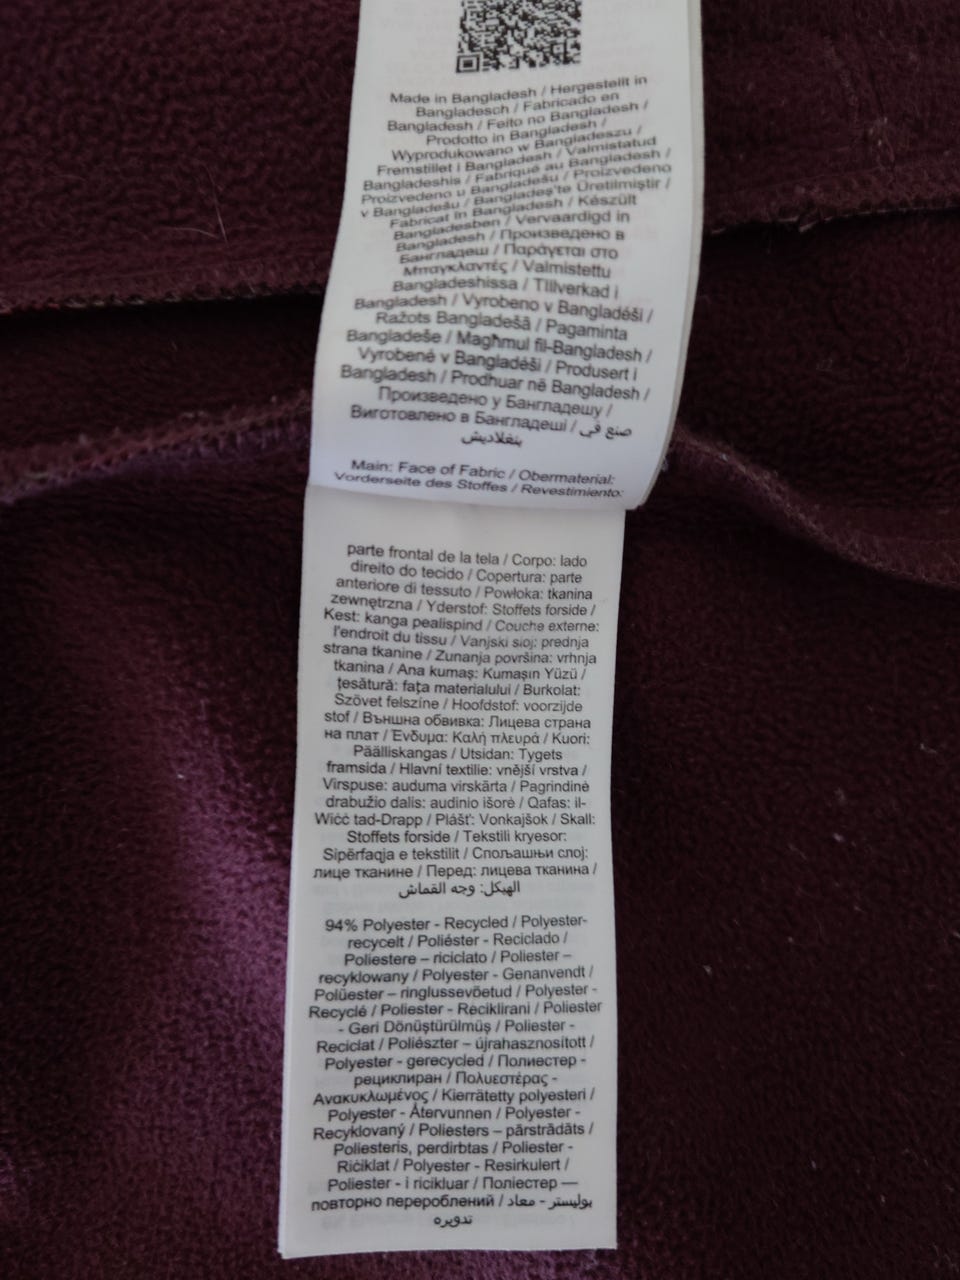 Made in Bangladesh / Hergestellt in
Bangladesch / Fabricado en
Bangladesh / Feito no Bangladesh /
Prodotto in Bangladesh /
Wyprodukowano w Bangladeszu /
Fremstillet i Bangladesh / Valmistatud
Bangladeshis / Fabriqué au Bangladesh /
Proizvedeno u Bangladešu / Proizvedeno
v Bangladešu / Bangladeş'te Üretilmiştir /
Fabricat în Bangladesh / Készült
Bangladesben / Vervaardigd in
Bangladesh / Произведено в
Бангладеш / Παράγεται στο
Μπαγκλαντές / Valmistettu
Bangladeshissa / Tillverkad i
Bangladesh / Vyrobeno v Bangladéši /
Ražots Bangladešā / Pagaminta
Bangladeše / Magħmul fil-Bangladesh /
Vyrobené v Bangladéši / Produsert i
Bangladesh / Prodhuar në Bangladesh /
Произведено у Бангладешу /
Виготовлено в Бангладеші / صنع في
بنغلاديش
Main: Face of Fabric / Obermaterial:
Vorderseite des Stoffes / Revestimiento:
parte frontal de la tela / Corpo: lado
direito do tecido / Copertura: parte
anteriore di tessuto / Powłoka: tkanina
zewnętrzna / Yderstof: Stoffets forside /
Kest: kanga pealispind / Couche externe:
l'endroit du tissu / Vanjski sloj: prednja
strana tkanine / Zunanja površina: vrhnja
tkanina / Ana kumaş: Kumaşın Yüzü /
țesătură: fața materialului / Burkolat:
Szövet felszíne / Hoofdstof: voorzijde
stof / Външна обвивка: Лицева страна
на плат / Ένδυμα: Καλή πλευρά / Kuori:
Päälliskangas / Utsidan: Tygets
framsida / Hlavní textilie: vnější vrstva /
Virspuse: auduma virskārta / Pagrindinė
drabužio dalis: audinio išorė / Qafas: il-
Wiċċ tad-Drapp / Plášť: Vonkajšok / Skall:
Stoffets forside / Tekstili kryesor:
Sipërfaqja e tekstilit / Спољашњи слој:
лице тканине / Перед: лицева тканина /
الهيكل: وجه القماش
94% Polyester - Recycled / Polyester-
recycelt / Poliéster - Reciclado /
Poliestere – riciclato / Poliester –
recyklowany / Polyester - Genanvendt /
Polüester – ringlussevõetud / Polyester -
Recyclé / Poliester - Reciklirani / Poliester
- Geri Dönüştürülmüş / Poliester -
Reciclat / Poliészter – újrahasznosított /
Polyester - gerecycled / Полиестер -
рециклиран / Πολυεστέρας -
Ανακυκλωμένος / Kierrätetty polyesteri /
Polyester - Återvunnen / Polyester -
Recyklovaný / Poliesters – pārstrādāts /
Poliesteris, perdirbtas / Poliester -
Riċiklat / Polyester - Resirkulert /
Poliester - i ricikluar / Поліестер —
повторно перероблений / بوليستر - معاد
تدويره